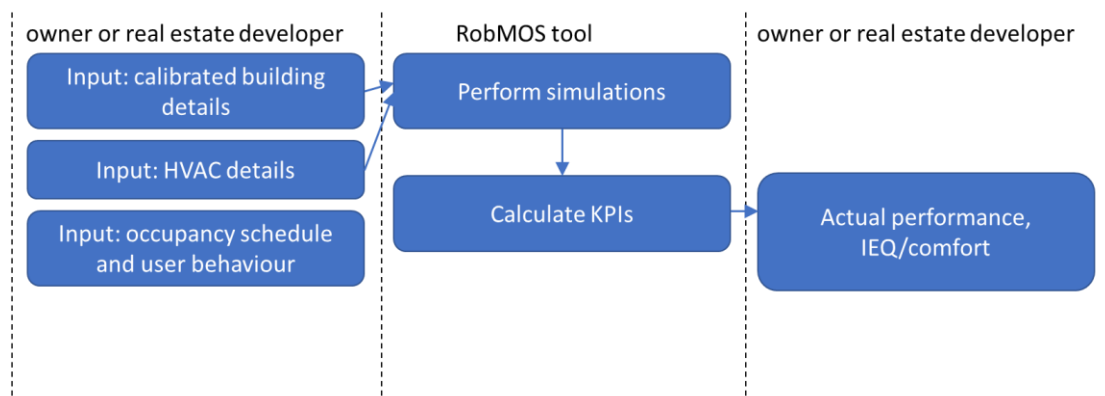 owner or real estate developer
Input: calibrated building
details
Input: HVAC details
Input: occupancy schedule
and user behaviour
RobMOS tool
Perform simulations
Calculate KPIs
owner or real estate developer
Actual performance,
IEQ/comfort